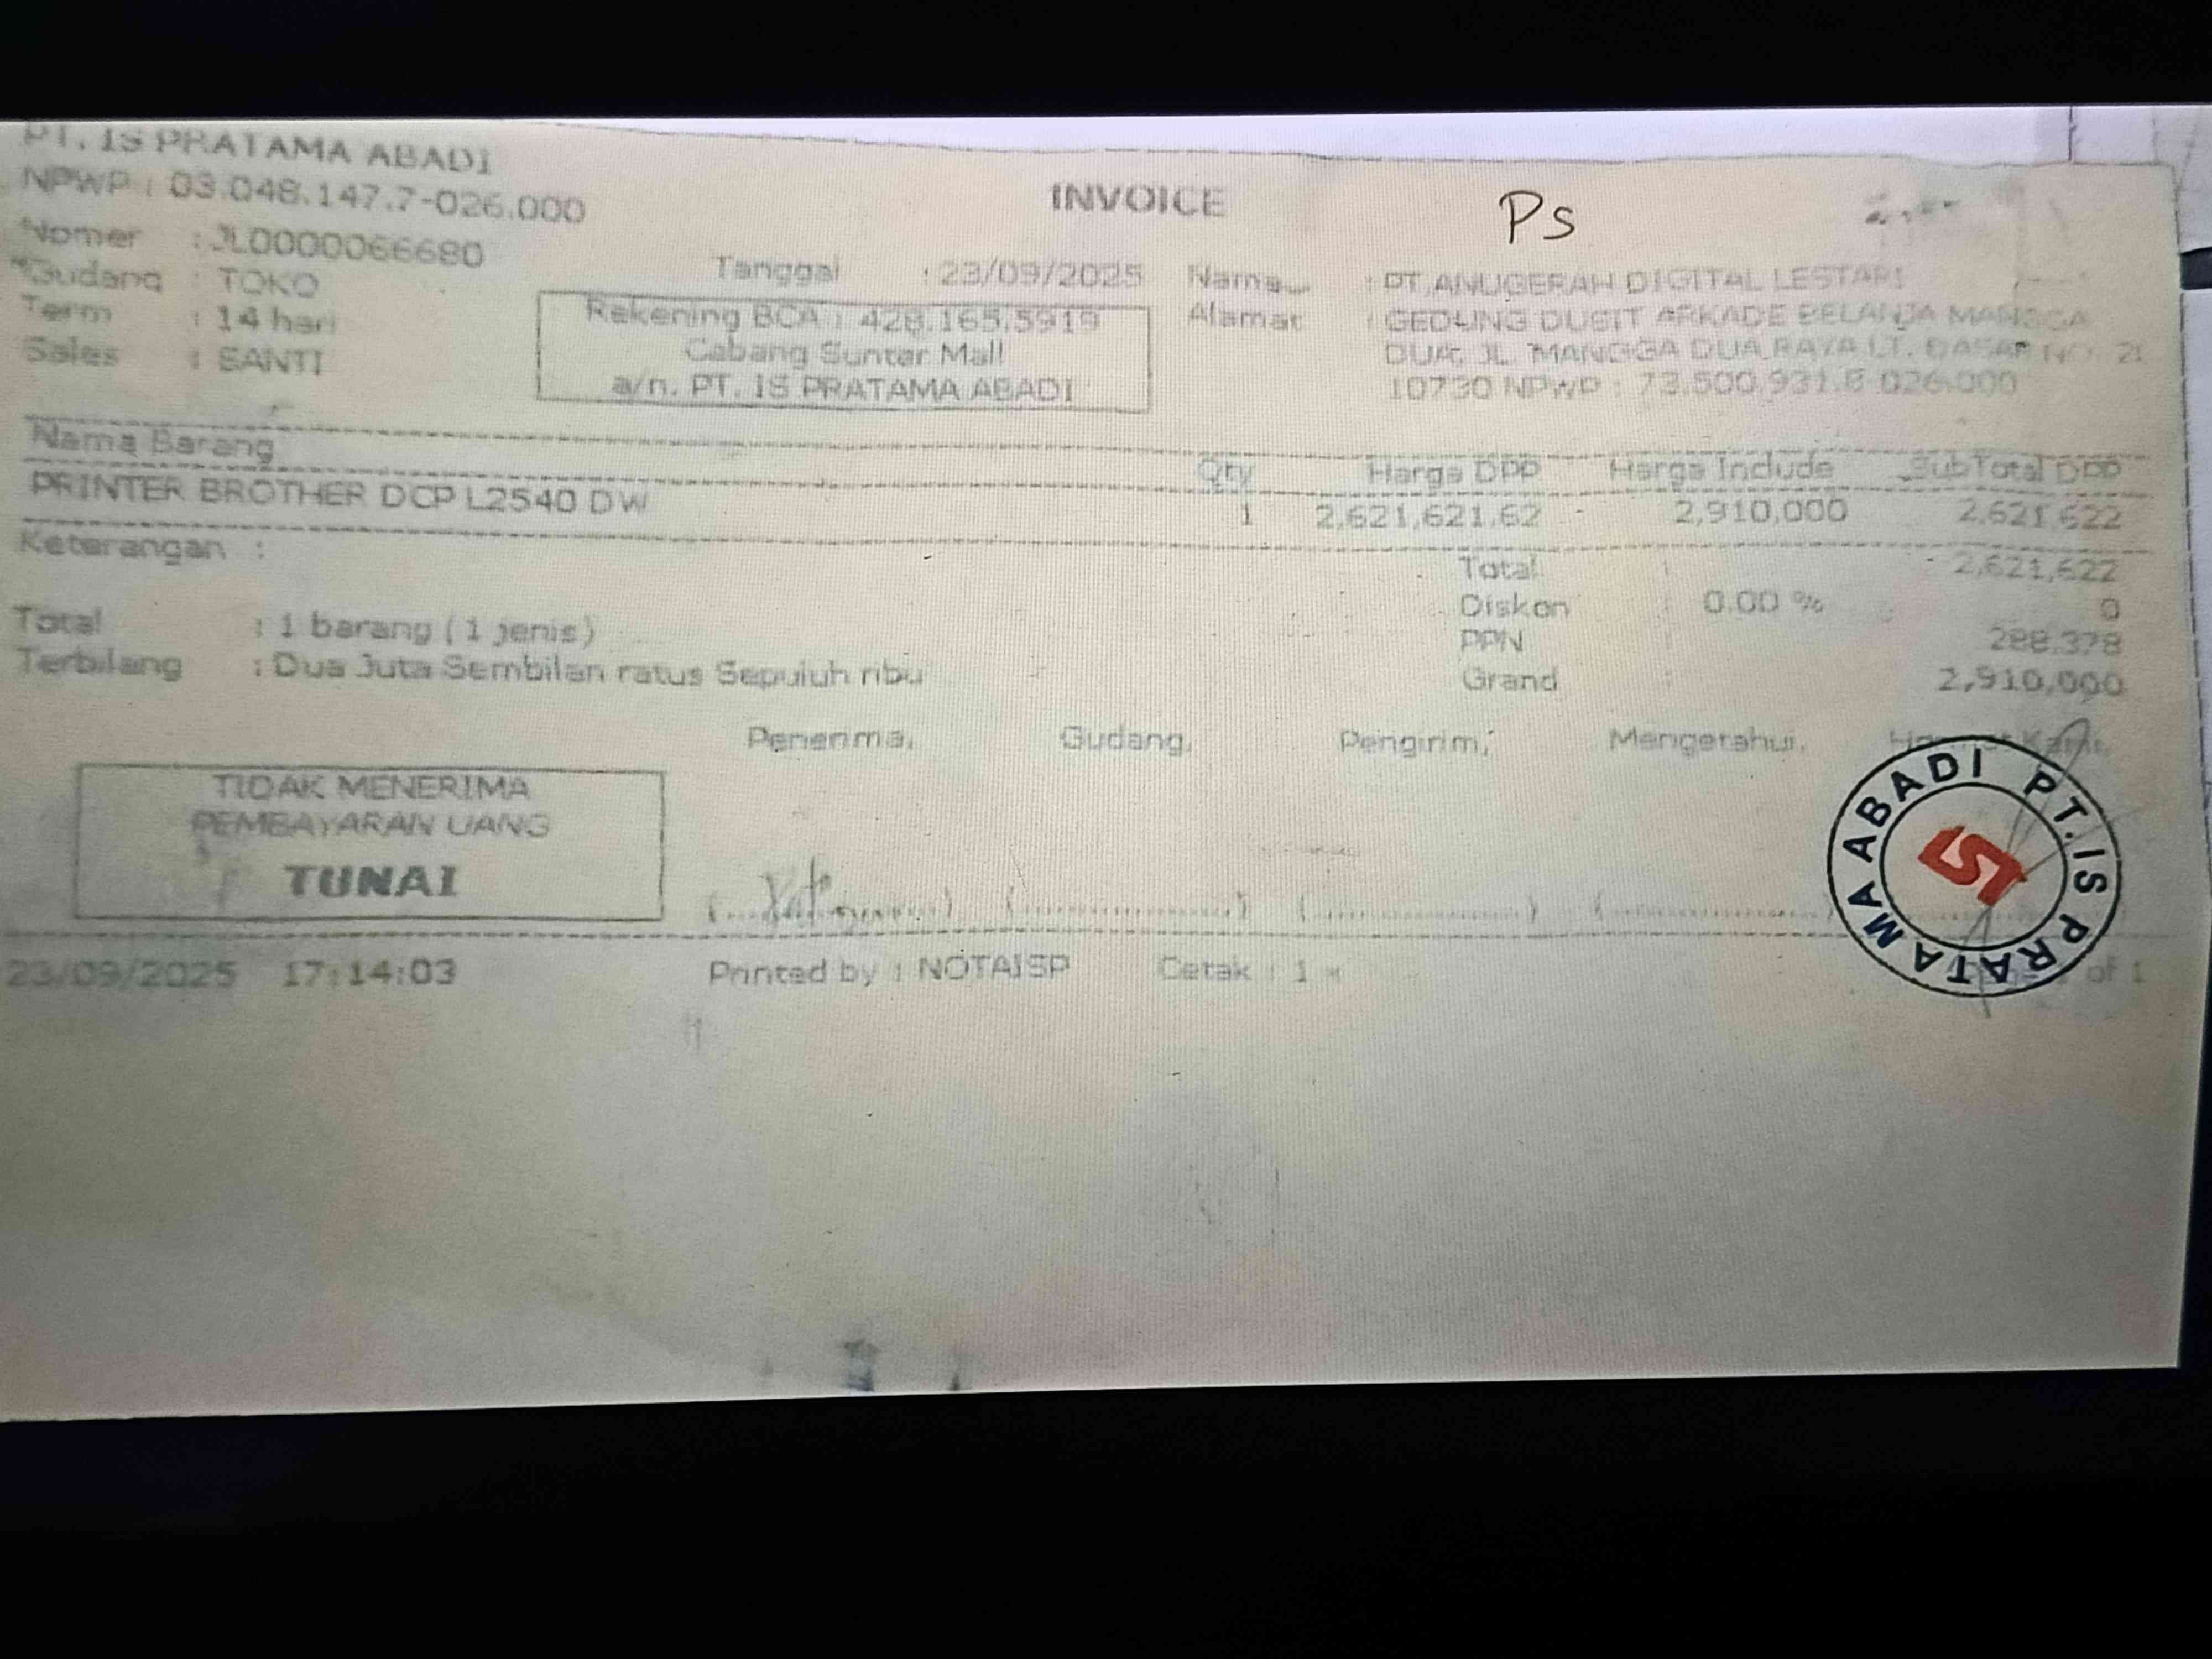 PT. IS PRATAMA ABADI
NPWP : 03.048.147.7-026.000
INVOICE
Ps
Nomer : JL0000066680
Gudang : TOKO
Term : 14 hari
Sales : SANTI
Tanggal : 23/09/2025
Rekening BCA : 428.165.5919
Cabang Sunter Mall
a/n. PT. IS PRATAMA ABADI
Nama : PT.ANUGERAH DIGITAL LESTARI
Alamat : GEDUNG DUSIT ARKADE BELANJA MANGGA
DUA, JL. MANGGA DUA RAYA LT. DASAR NO. 20
10730 NPWP : 73.500.931.8-026.000
Nama Barang Qty Harga DPP Harga Include SubTotal DPP
PRINTER BROTHER DCP L2540 DW 1 2,621,621.62 2,910,000 2,621,622
Keterangan :
Total : 1 barang ( 1 jenis)
Terbilang : Dua Juta Sembilan ratus Sepuluh ribu
Total : 2,621,622
Diskon : 0.00 % 0
PPN 288,378
Grand : 2,910,000
Penerima, Gudang, Pengirim, Mengetahui, Hormat Kami,
TIDAK MENERIMA
PEMBAYARAN UANG
TUNAI
PT. IS PRATAMA ABADI
23/09/2025 17:14:03 Printed by : NOTAISP Cetak : 1 x of 1